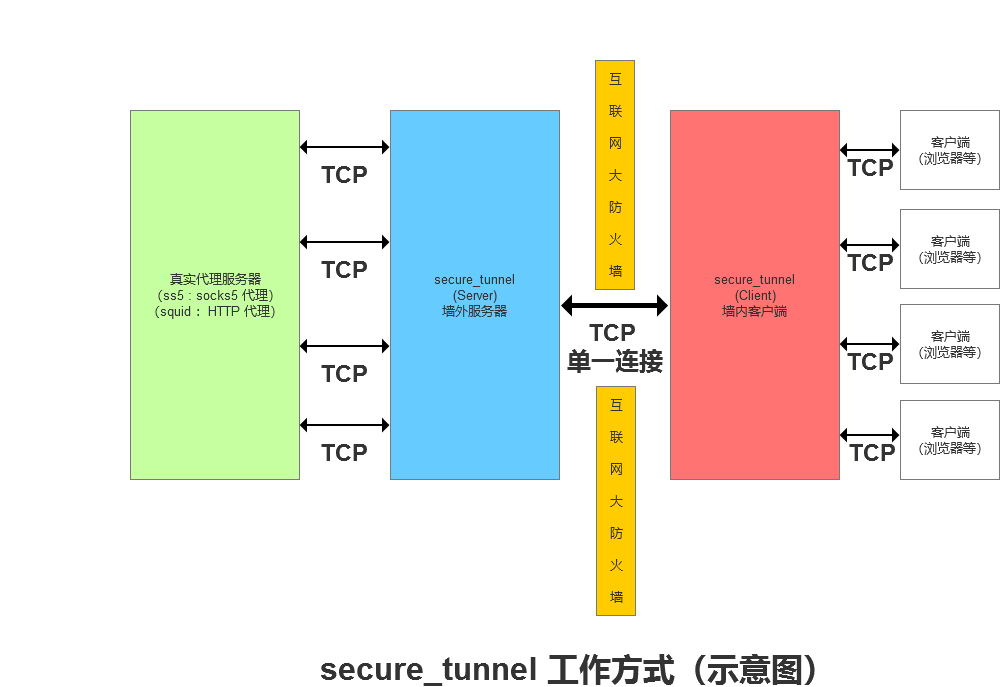 真实代理服务器
（ss5 : socks5 代理）
（squid： HTTP 代理）
TCP
TCP
TCP
TCP
secure_tunnel
(Server)
墙外服务器
互
联
网
大
防
火
墙
TCP
单一连接
互
联
网
大
防
火
墙
secure_tunnel
(Client)
墙内客户端
TCP
TCP
TCP
TCP
客户端
（浏览器等）
客户端
（浏览器等）
客户端
（浏览器等）
客户端
（浏览器等）
secure_tunnel 工作方式（示意图）